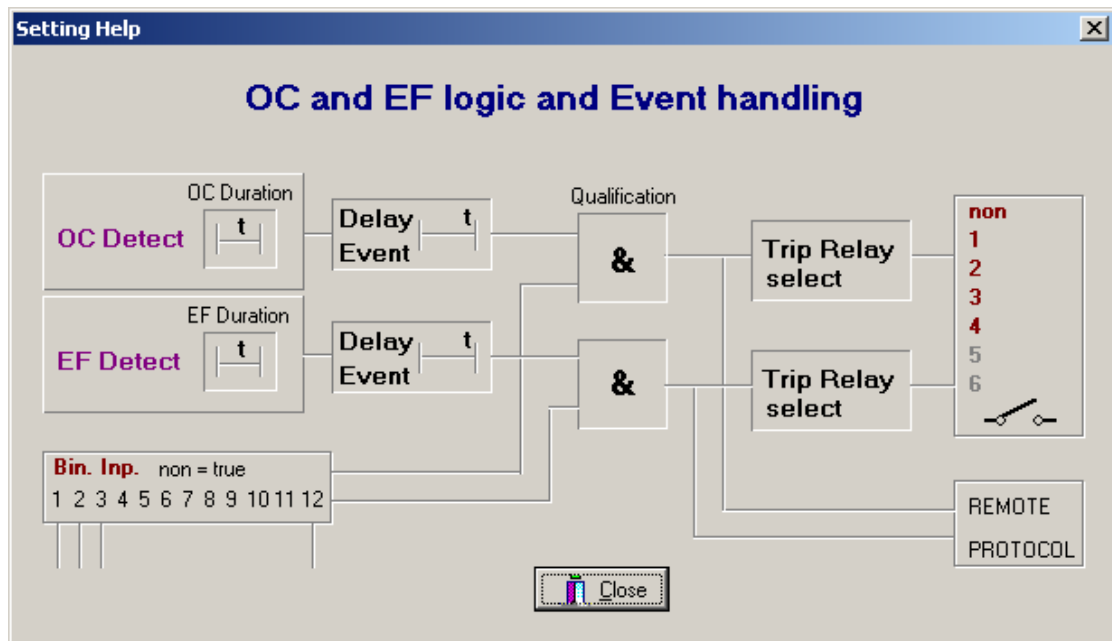 Setting Help
OC and EF logic and Event handling
OC Duration
t
OC Detect
Delay t
Event
Qualification
&
Trip Relay
select
non
1
2
3
4
5
6
EF Duration
t
EF Detect
Delay t
Event
&
Trip Relay
select
Bin. Inp. non = true
1 2 3 4 5 6 7 8 9 10 11 12
REMOTE
PROTOCOL
Close